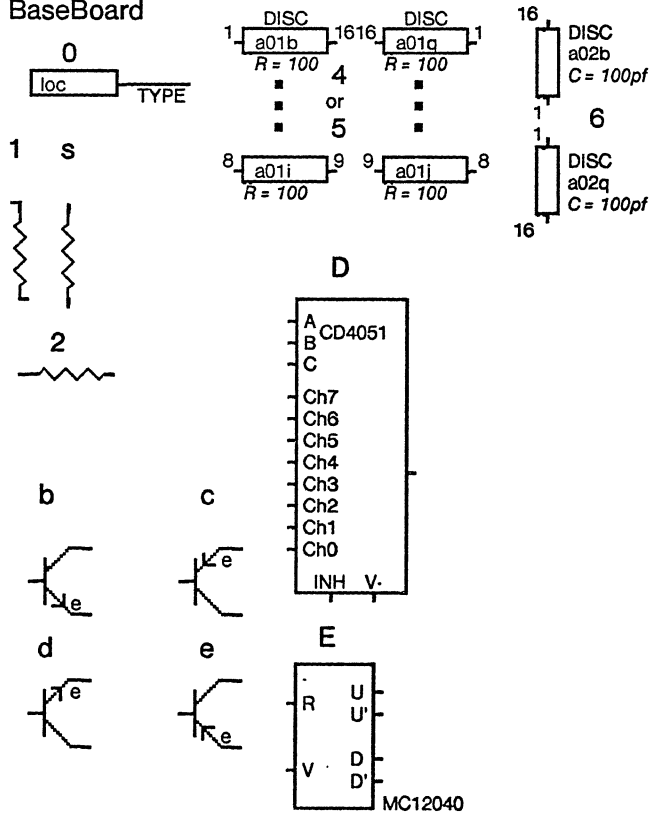 BaseBoard
0
loc
TYPE
DISC
1 a01b 16
R = 100
DISC
16 a01q 1
R = 100
4
or
5
8 a01i 9
R = 100
9 a01j 8
R = 100
16
DISC
a02b
C = 100pf
1
6
1
DISC
a02q
C = 100pf
16
1 s
2
D
A
CD4051
B
C
Ch7
Ch6
Ch5
Ch4
Ch3
Ch2
Ch1
Ch0
INH V-
b
e
c
e
d
e
e
e
E
R
U
U'
V
D
D'
MC12040